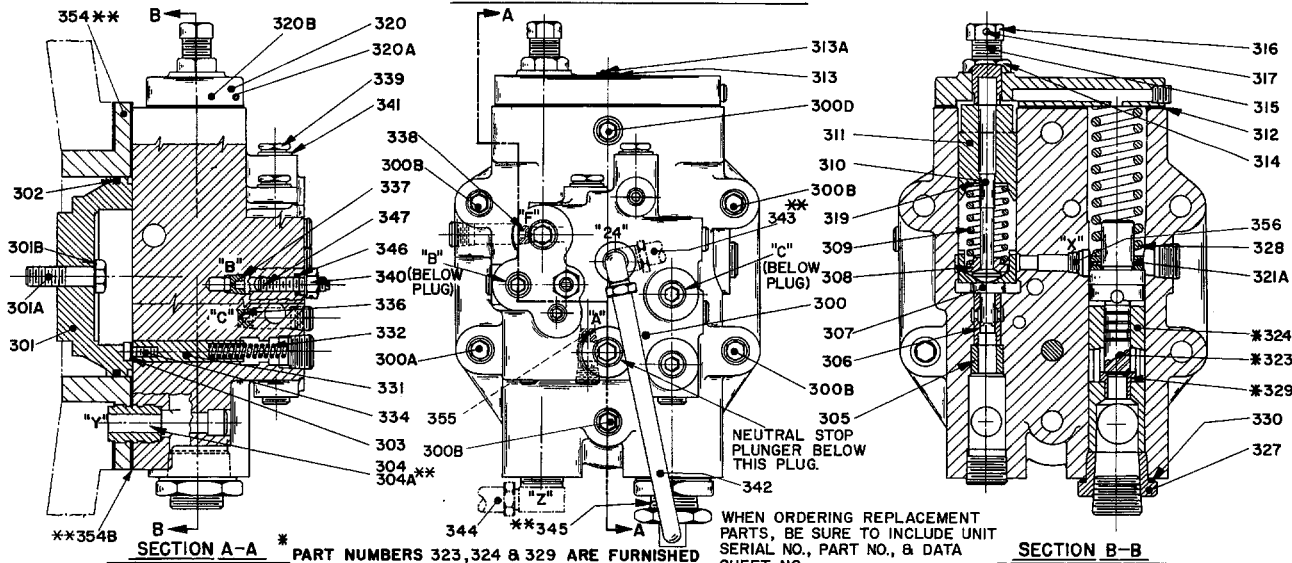 B
354**
320B
320
320A
339
341
302
301B
301A
301
"B"
"C"
"Y"
337
347
346
340
336
332
331
334
303
304
304A**
**354B
B
SECTION A-A
A
313A
313
300D
338
300B
"F"
"24"
300B
**
343
"B"
(BELOW
PLUG)
"C"
(BELOW
PLUG)
300
"A"
300A
300B
355
300B
NEUTRAL STOP
PLUNGER BELOW
THIS PLUG.
342
"Z"
344
**345
A
316
317
315
312
314
311
310
319
309
308
307
306
305
"X"
356
328
321A
*324
*323
*329
330
327
SECTION B-B
* PART NUMBERS 323,324 & 329 ARE FURNISHED
WHEN ORDERING REPLACEMENT
PARTS, BE SURE TO INCLUDE UNIT
SERIAL NO., PART NO., & DATA
SHEET NO.